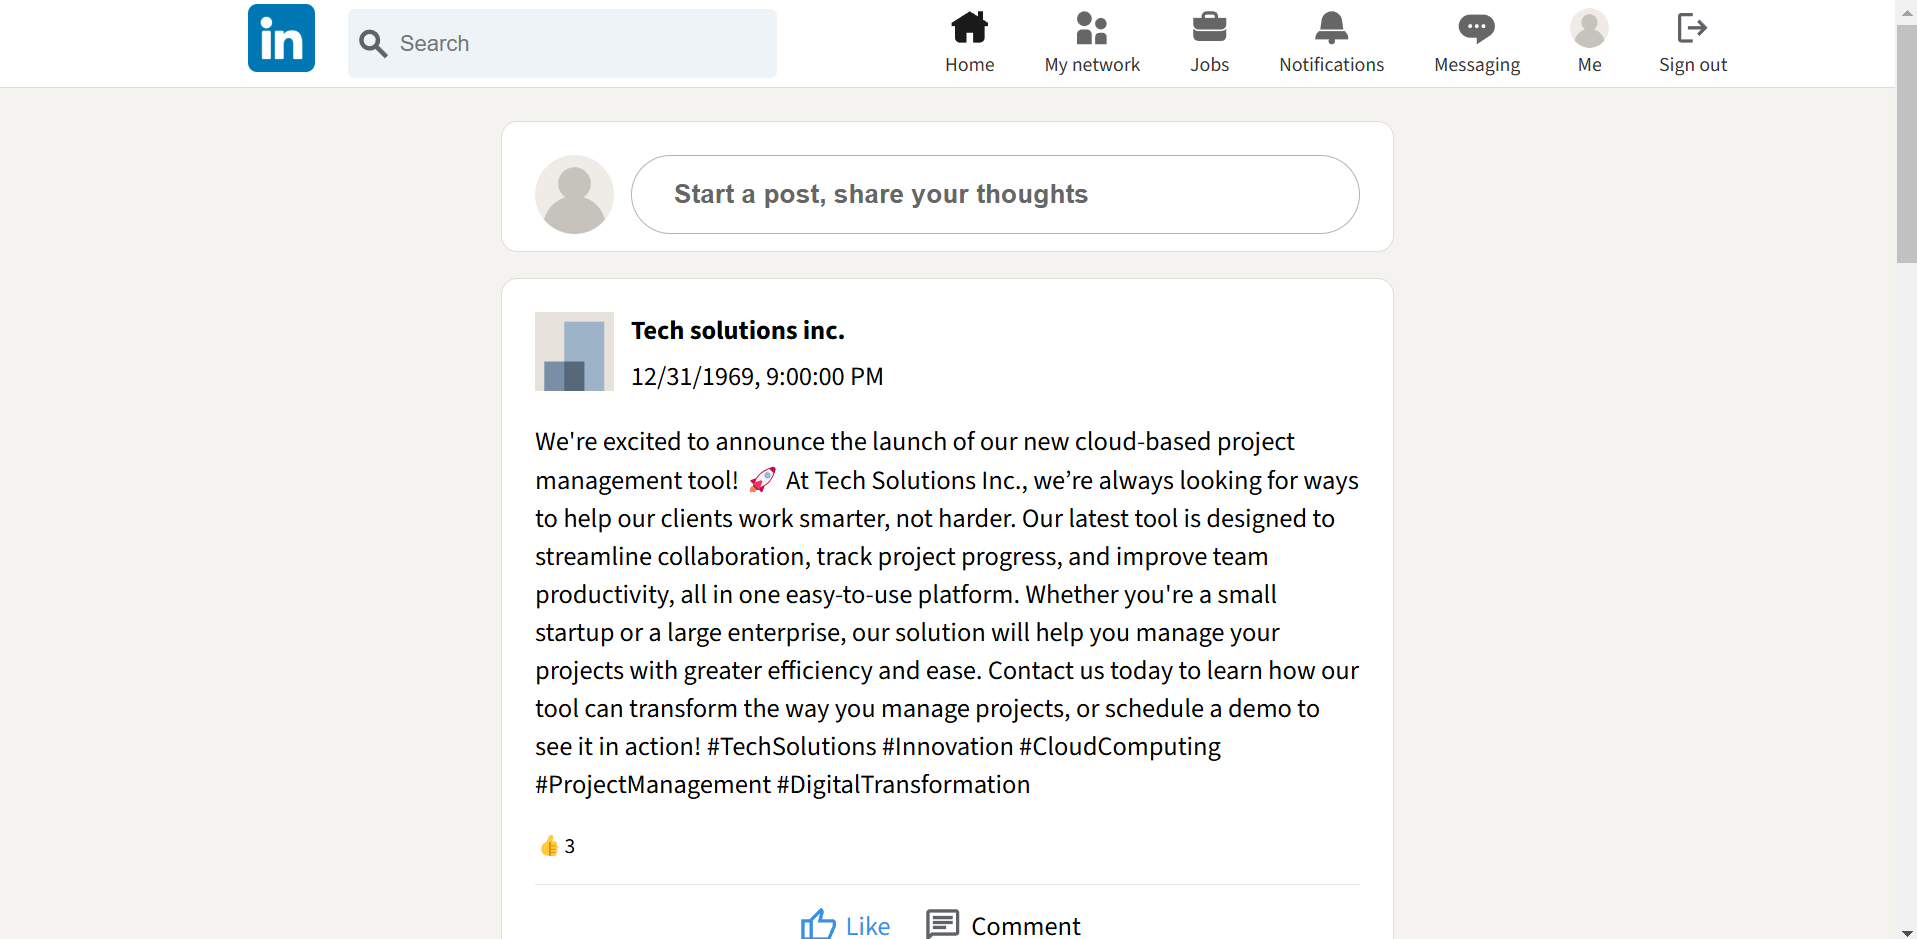 in
Search
Home
My network
Jobs
Notifications
Messaging
Me
Sign out
Start a post, share your thoughts
Tech solutions inc.
12/31/1969, 9:00:00 PM
We're excited to announce the launch of our new cloud-based project
management tool! 🚀 At Tech Solutions Inc., we’re always looking for ways
to help our clients work smarter, not harder. Our latest tool is designed to
streamline collaboration, track project progress, and improve team
productivity, all in one easy-to-use platform. Whether you're a small
startup or a large enterprise, our solution will help you manage your
projects with greater efficiency and ease. Contact us today to learn how our
tool can transform the way you manage projects, or schedule a demo to
see it in action! #TechSolutions #Innovation #CloudComputing
#ProjectManagement #DigitalTransformation
👍 3
Like
Comment